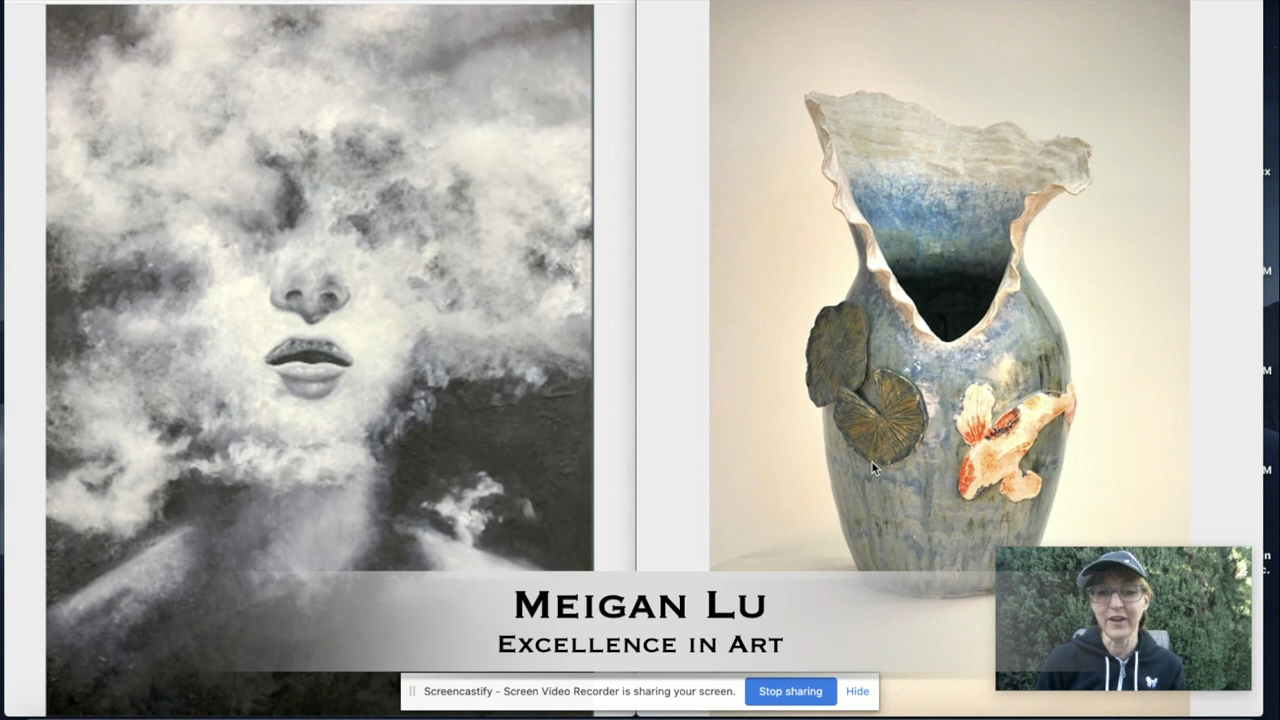 Meigan Lu
Excellence in Art
Screencastify - Screen Video Recorder is sharing your screen.
Stop sharing
Hide